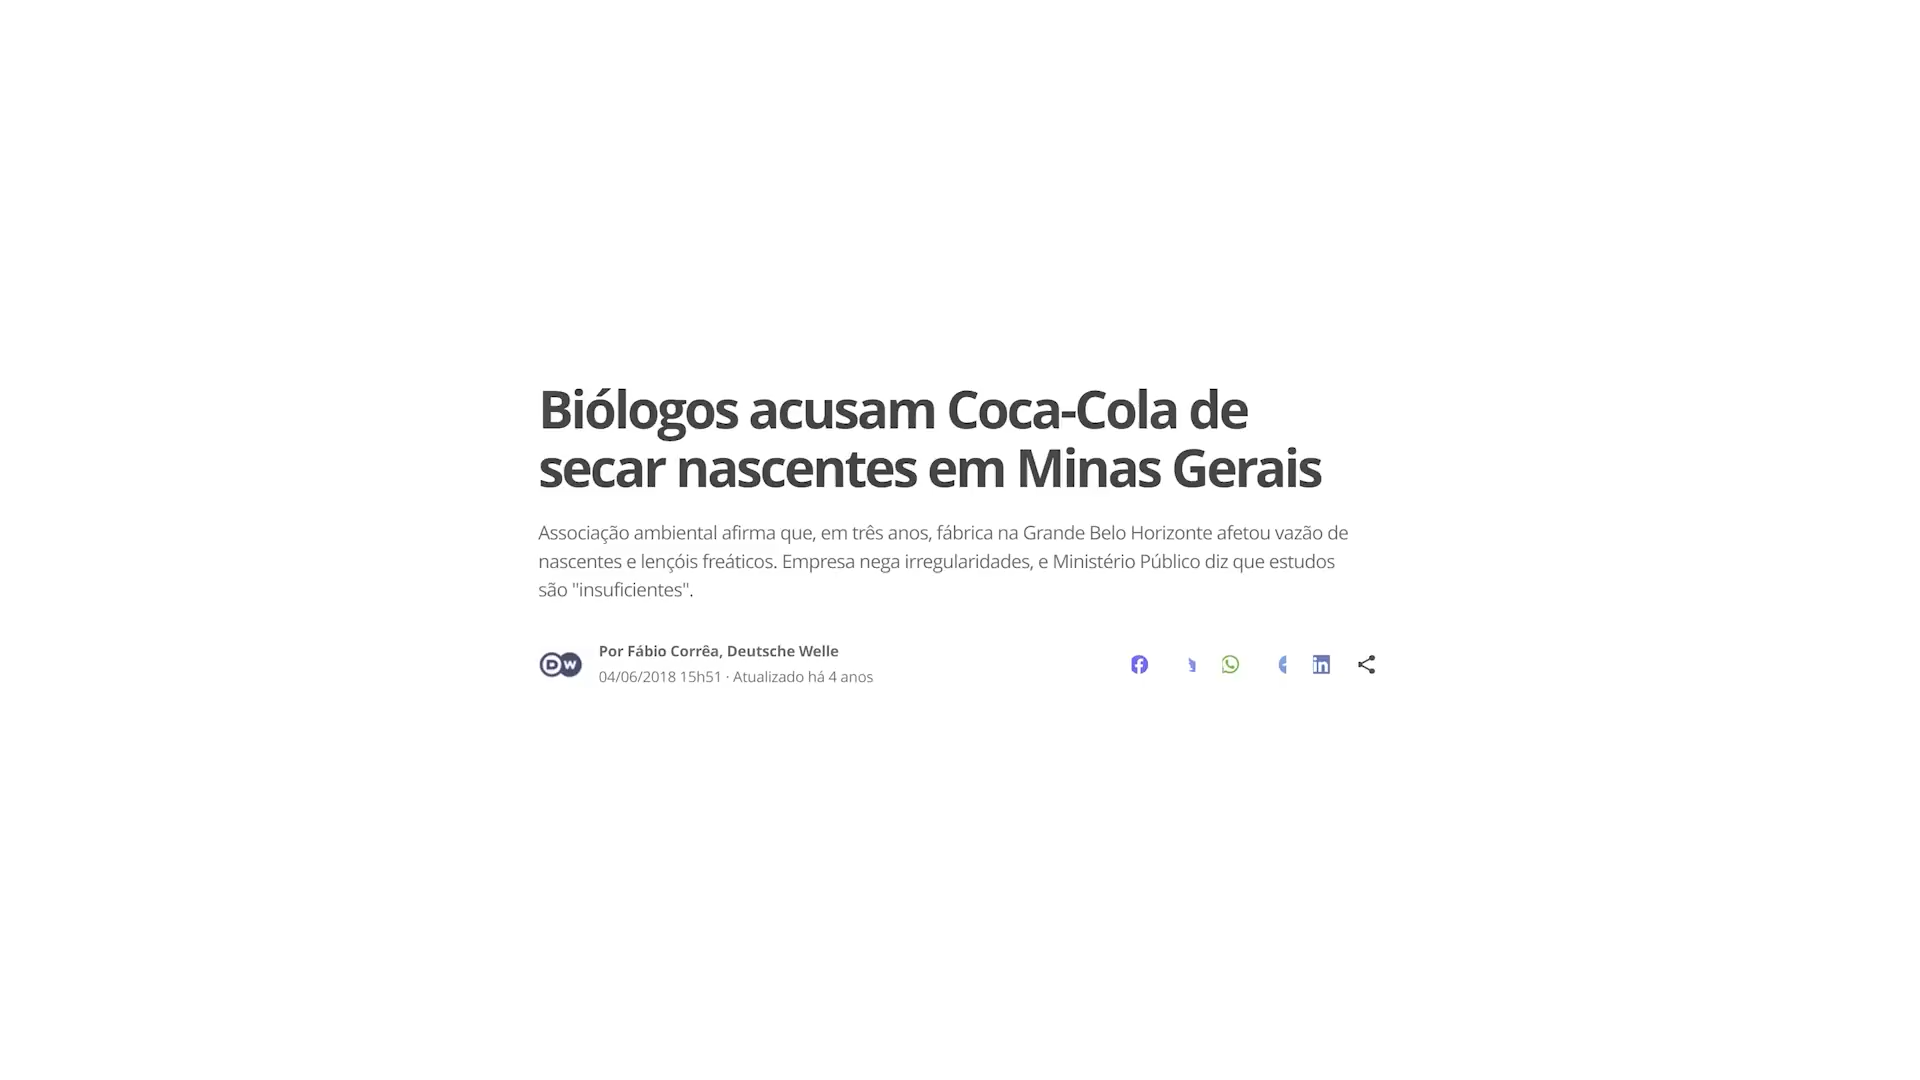 Biólogos acusam Coca-Cola de
secar nascentes em Minas Gerais
Associação ambiental afirma que, em três anos, fábrica na Grande Belo Horizonte afetou vazão de
nascentes e lençóis freáticos. Empresa nega irregularidades, e Ministério Público diz que estudos
são "insuficientes".
DW
Por Fábio Corrêa, Deutsche Welle
04/06/2018 15h51 · Atualizado há 4 anos